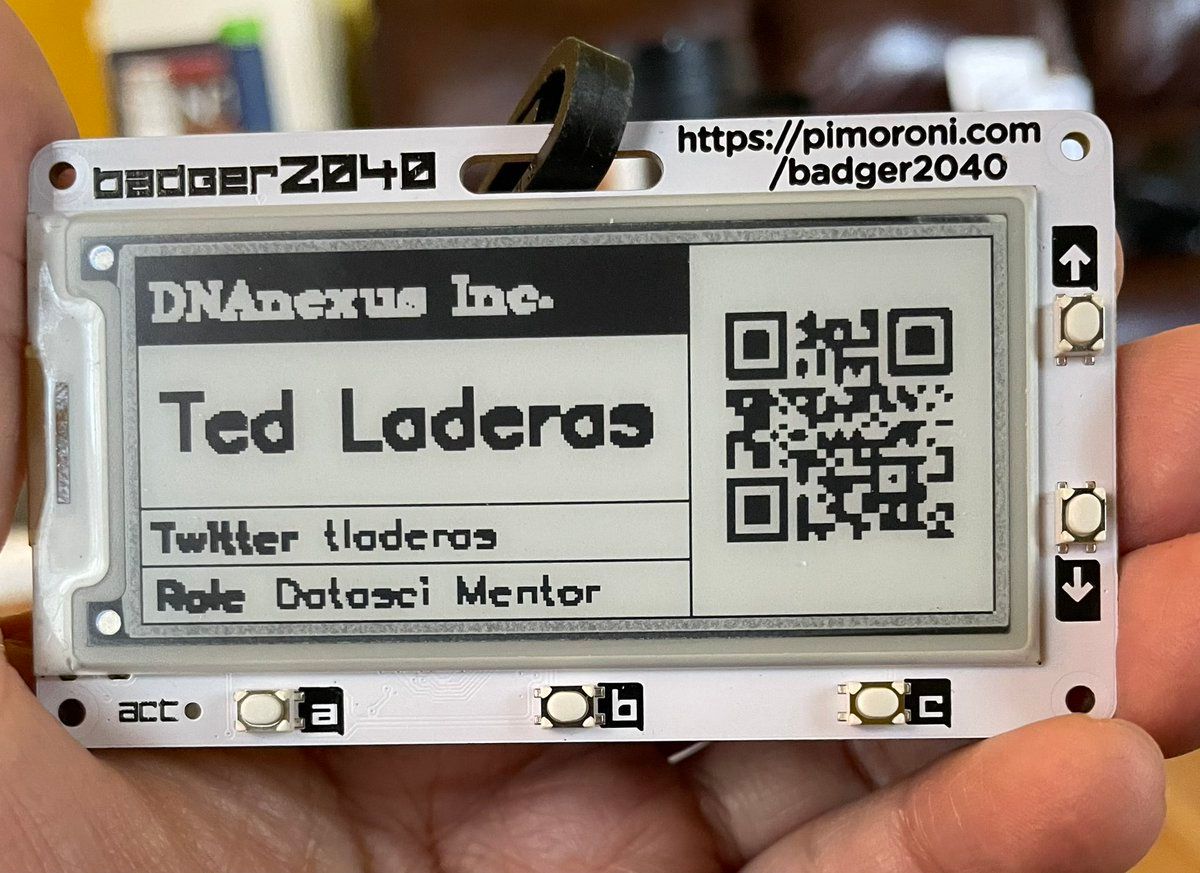 badger2040
https://pimoroni.com
/badger2040
DNAnexus Inc.
Ted Laderas
Twitter tladeras
Role Datasci Mentor
act
a
b
c